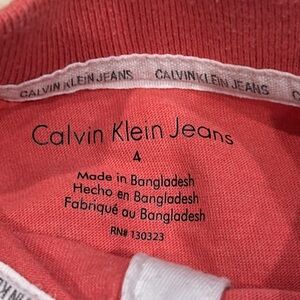 CALVIN KLEIN JEANS CALVIN KLEIN JEANS
Calvin Klein Jeans
4
Made in Bangladesh
Hecho en Bangladesh
Fabriqué au Bangladesh
RN# 130323